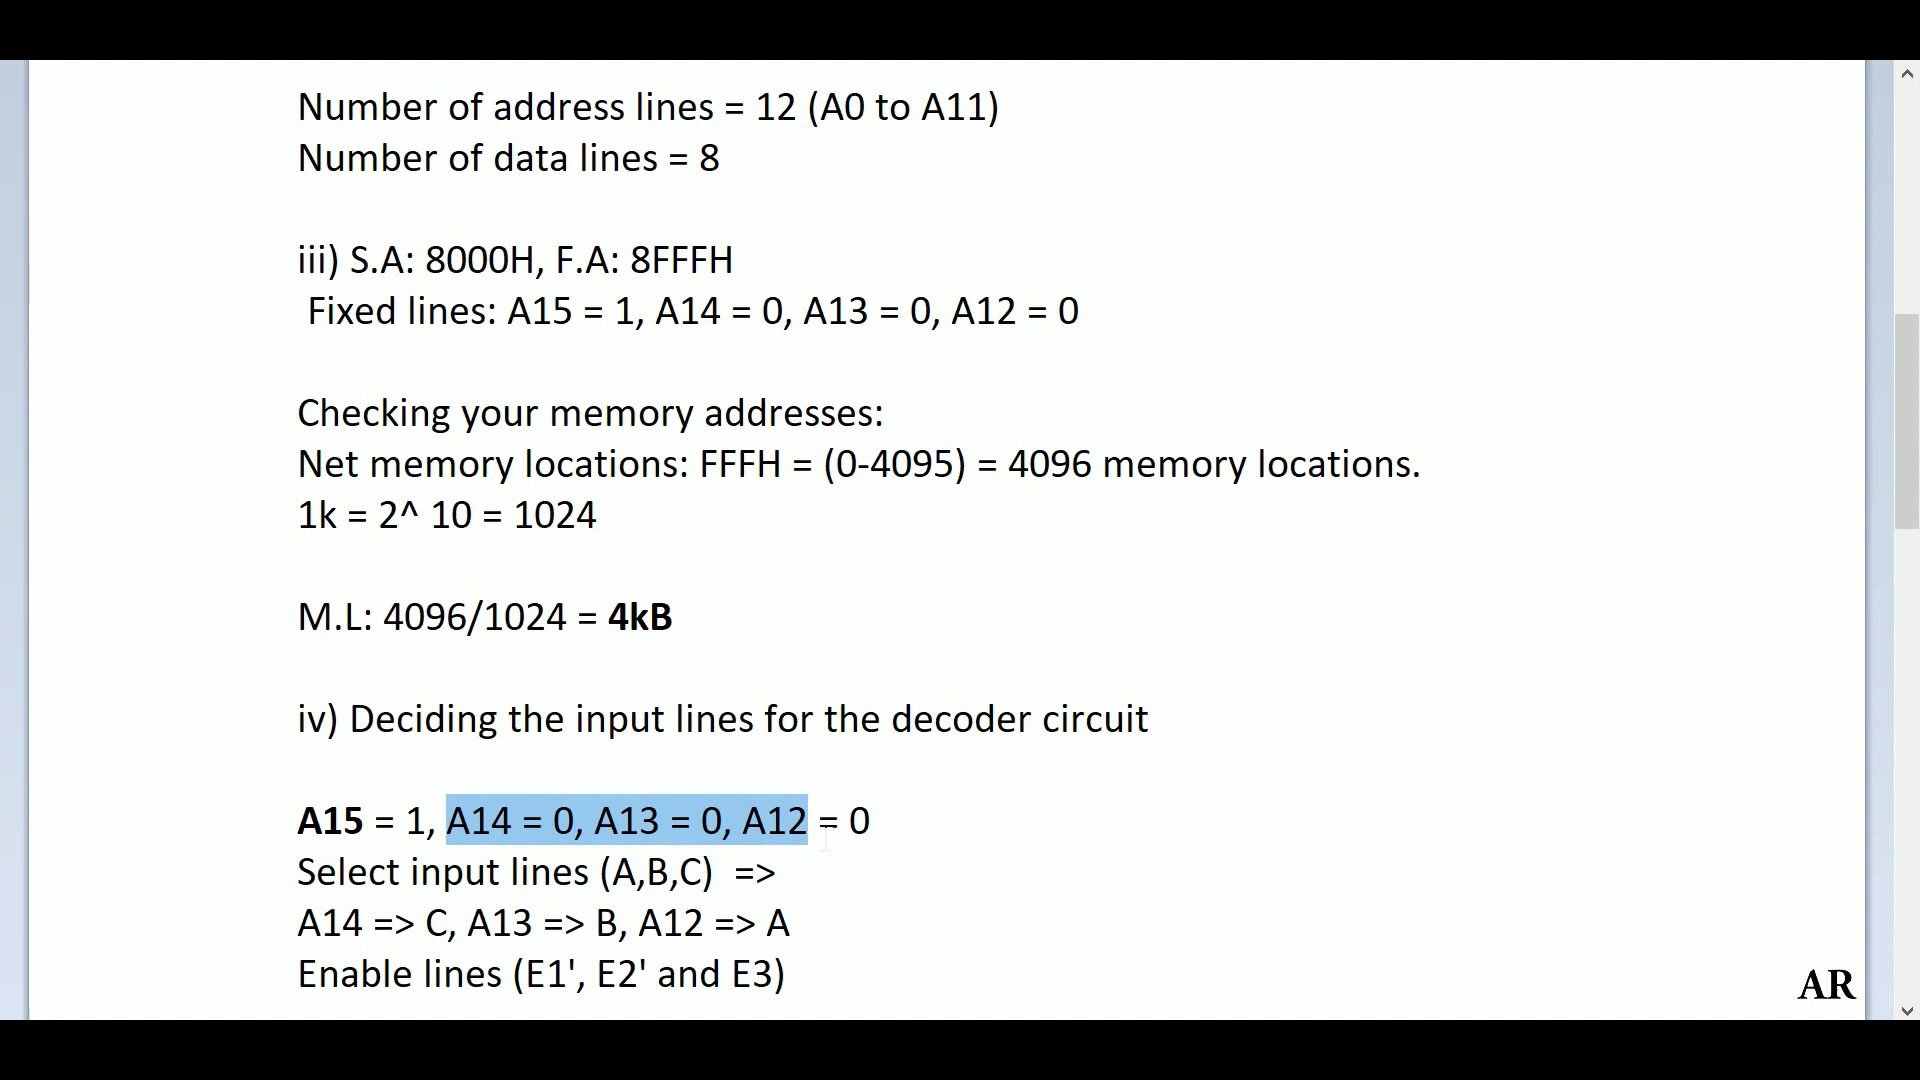 Number of address lines = 12 (A0 to A11)
Number of data lines = 8
iii) S.A: 8000H, F.A: 8FFFH
Fixed lines: A15 = 1, A14 = 0, A13 = 0, A12 = 0
Checking your memory addresses:
Net memory locations: FFFH = (0-4095) = 4096 memory locations.
1k = 2^ 10 = 1024
M.L: 4096/1024 = 4kB
iv) Deciding the input lines for the decoder circuit
A15 = 1, A14 = 0, A13 = 0, A12 = 0
Select input lines (A,B,C)  =>
A14 => C, A13 => B, A12 => A
Enable lines (E1', E2' and E3)
AR